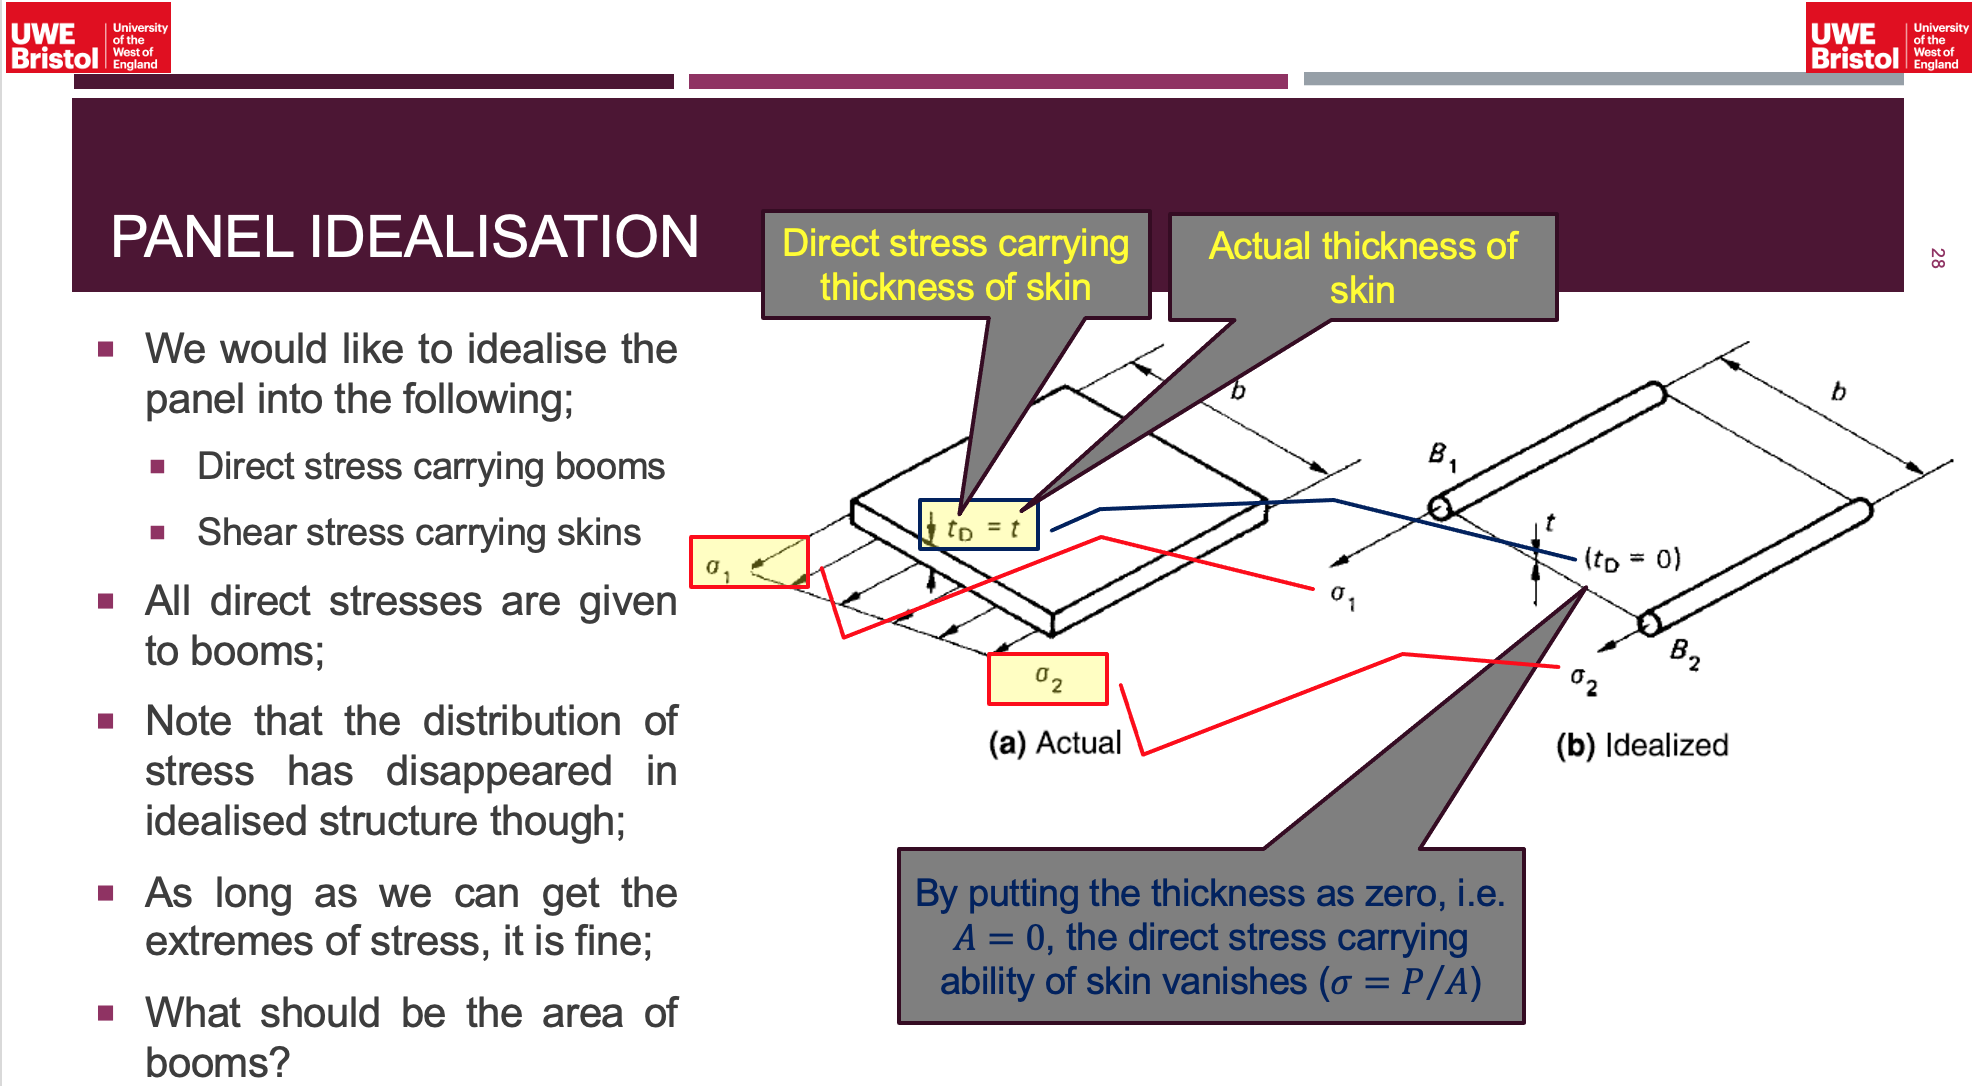 UWE
Bristol
University
of the
West of
England
UWE
Bristol
University
of the
West of
England
PANEL IDEALISATION
28
We would like to idealise the
panel into the following;
Direct stress carrying booms
Shear stress carrying skins
All direct stresses are given
to booms;
Note that the distribution of
stress has disappeared in
idealised structure though;
As long as we can get the
extremes of stress, it is fine;
What should be the area of
booms?
Direct stress carrying
thickness of skin
Actual thickness of
skin
b
t_D = t
σ₁
σ₂
(a) Actual
b
B₁
t
(t_D = 0)
σ₁
B₂
σ₂
(b) Idealized
By putting the thickness as zero, i.e.
A = 0, the direct stress carrying
ability of skin vanishes (σ = P/A)